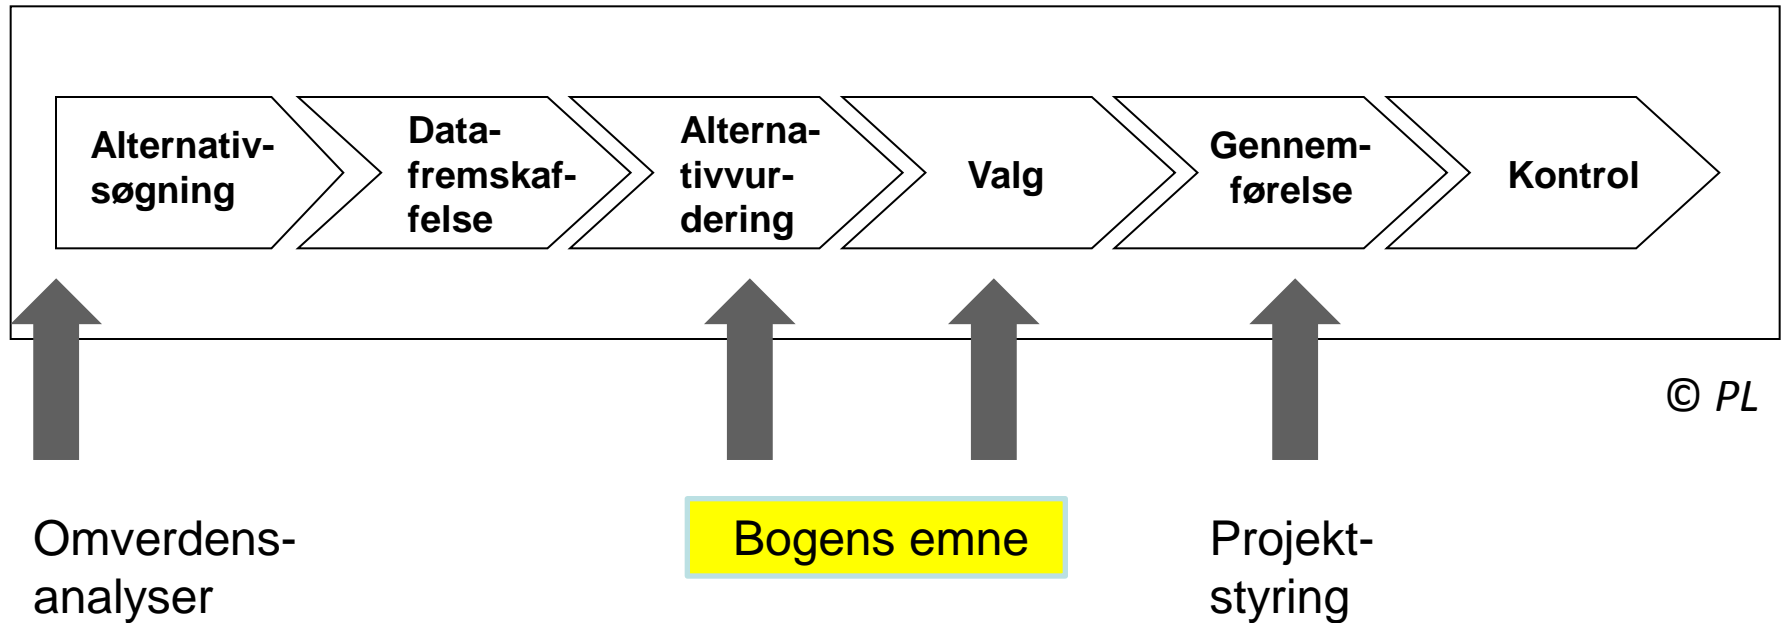 Alternativ-
søgning
Data-
fremskaf-
felse
Alterna-
tivvur-
dering
Valg
Gennem-
førelse
Kontrol
© PL
Omverdens-
analyser
Bogens emne
Projekt-
styring